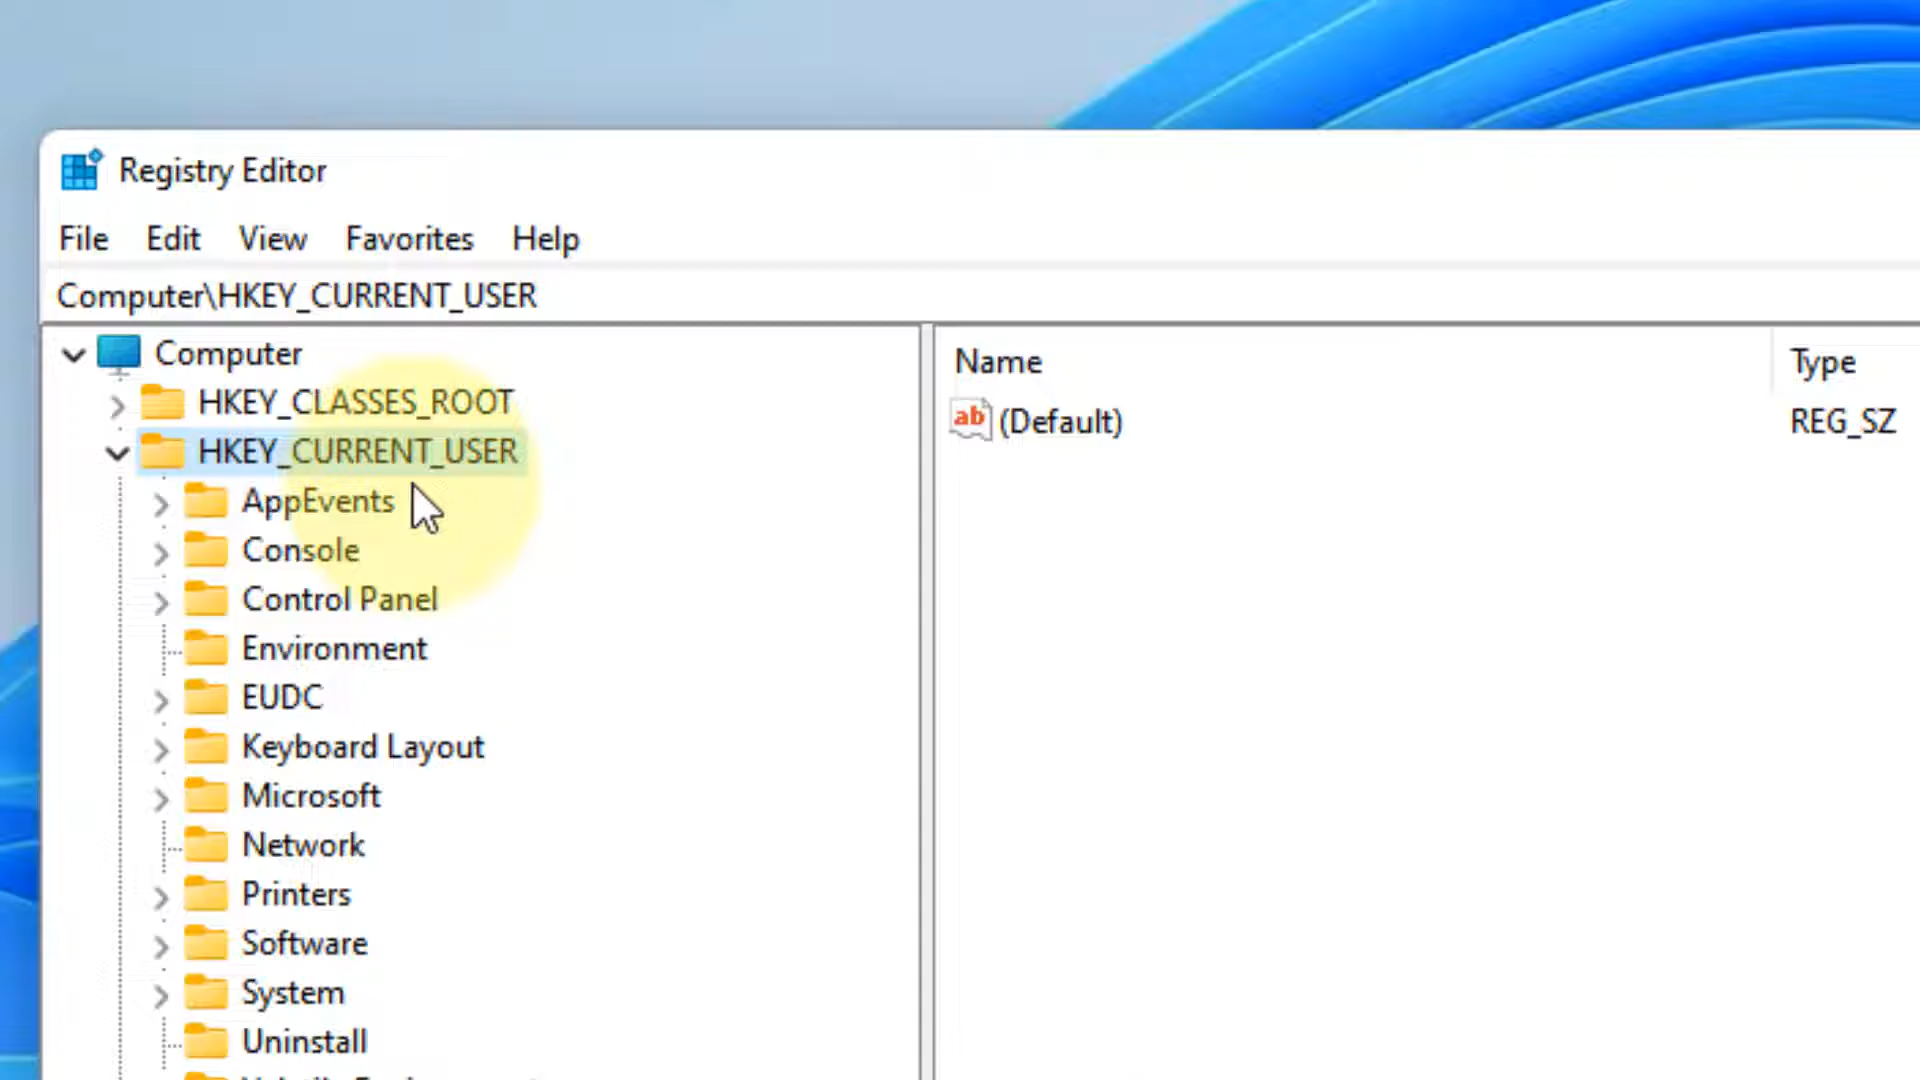 Registry Editor
File Edit View Favorites Help
Computer\HKEY_CURRENT_USER
Computer
HKEY_CLASSES_ROOT
HKEY_CURRENT_USER
AppEvents
Console
Control Panel
Environment
EUDC
Keyboard Layout
Microsoft
Network
Printers
Software
System
Uninstall
Name Type
ab (Default) REG_SZ